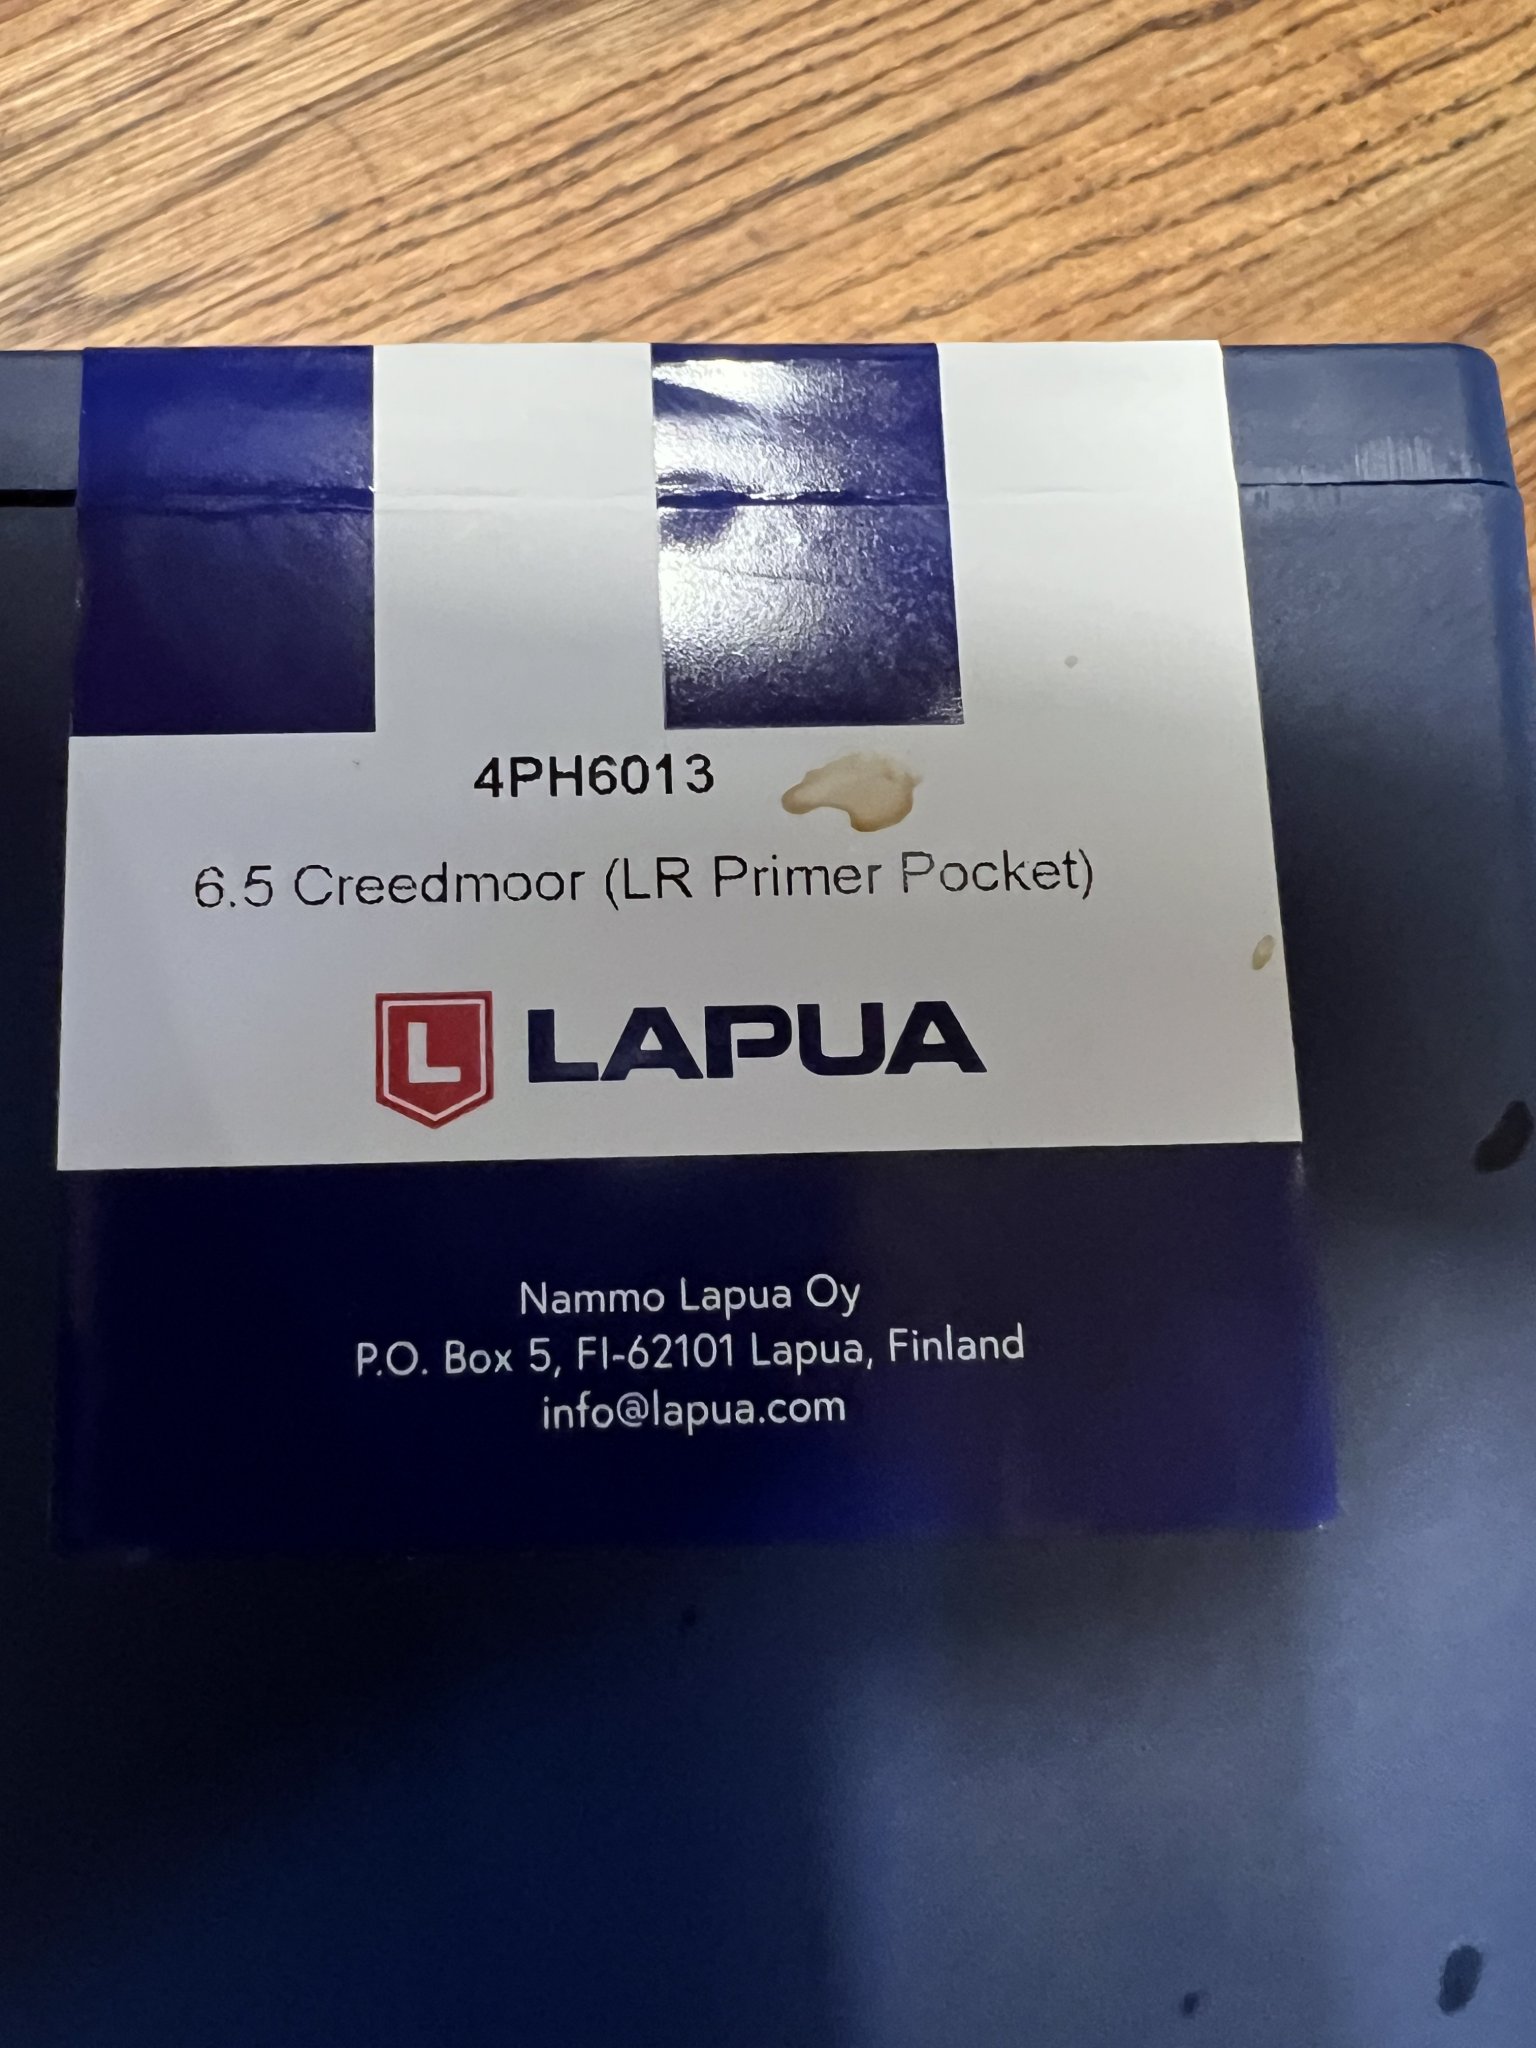 4PH6013
6.5 Creedmoor (LR Primer Pocket)
L LAPUA
Nammo Lapua Oy
P.O. Box 5, FI-62101 Lapua, Finland
info@lapua.com